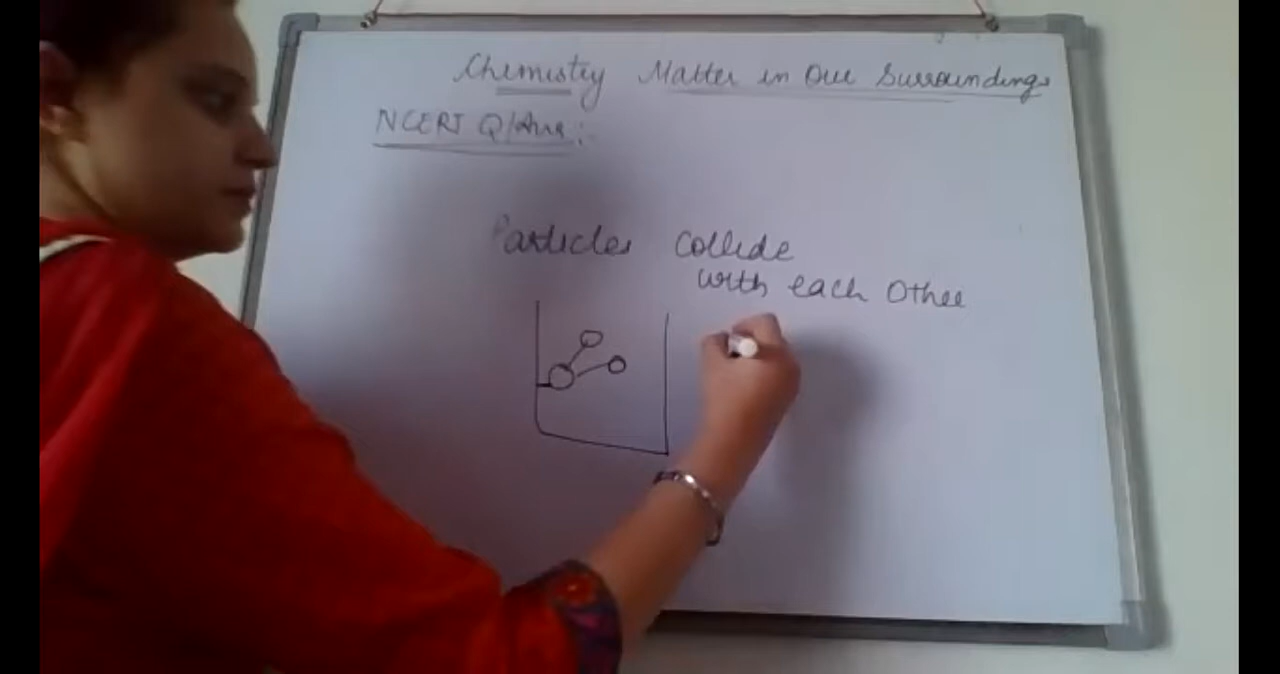 Chemistry Matter in Our Surroundings
NCERT Q/Ans:-
Particles collide
with each other